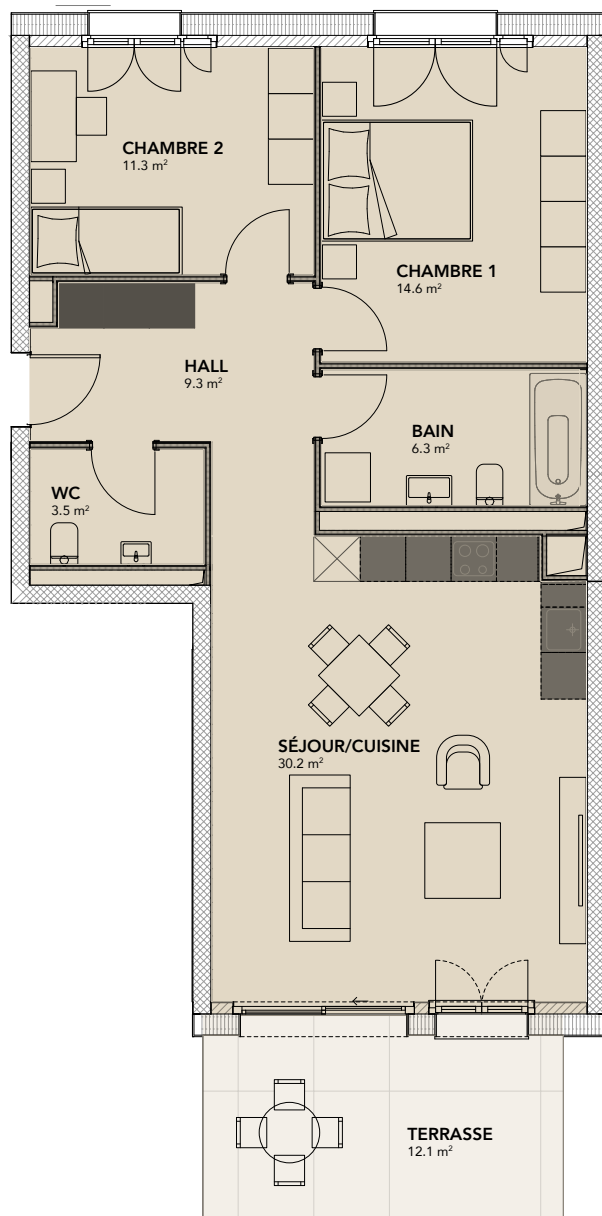 CHAMBRE 2
11.3 m²
CHAMBRE 1
14.6 m²
HALL
9.3 m²
BAIN
6.3 m²
WC
3.5 m²
SÉJOUR/CUISINE
30.2 m²
TERRASSE
12.1 m²